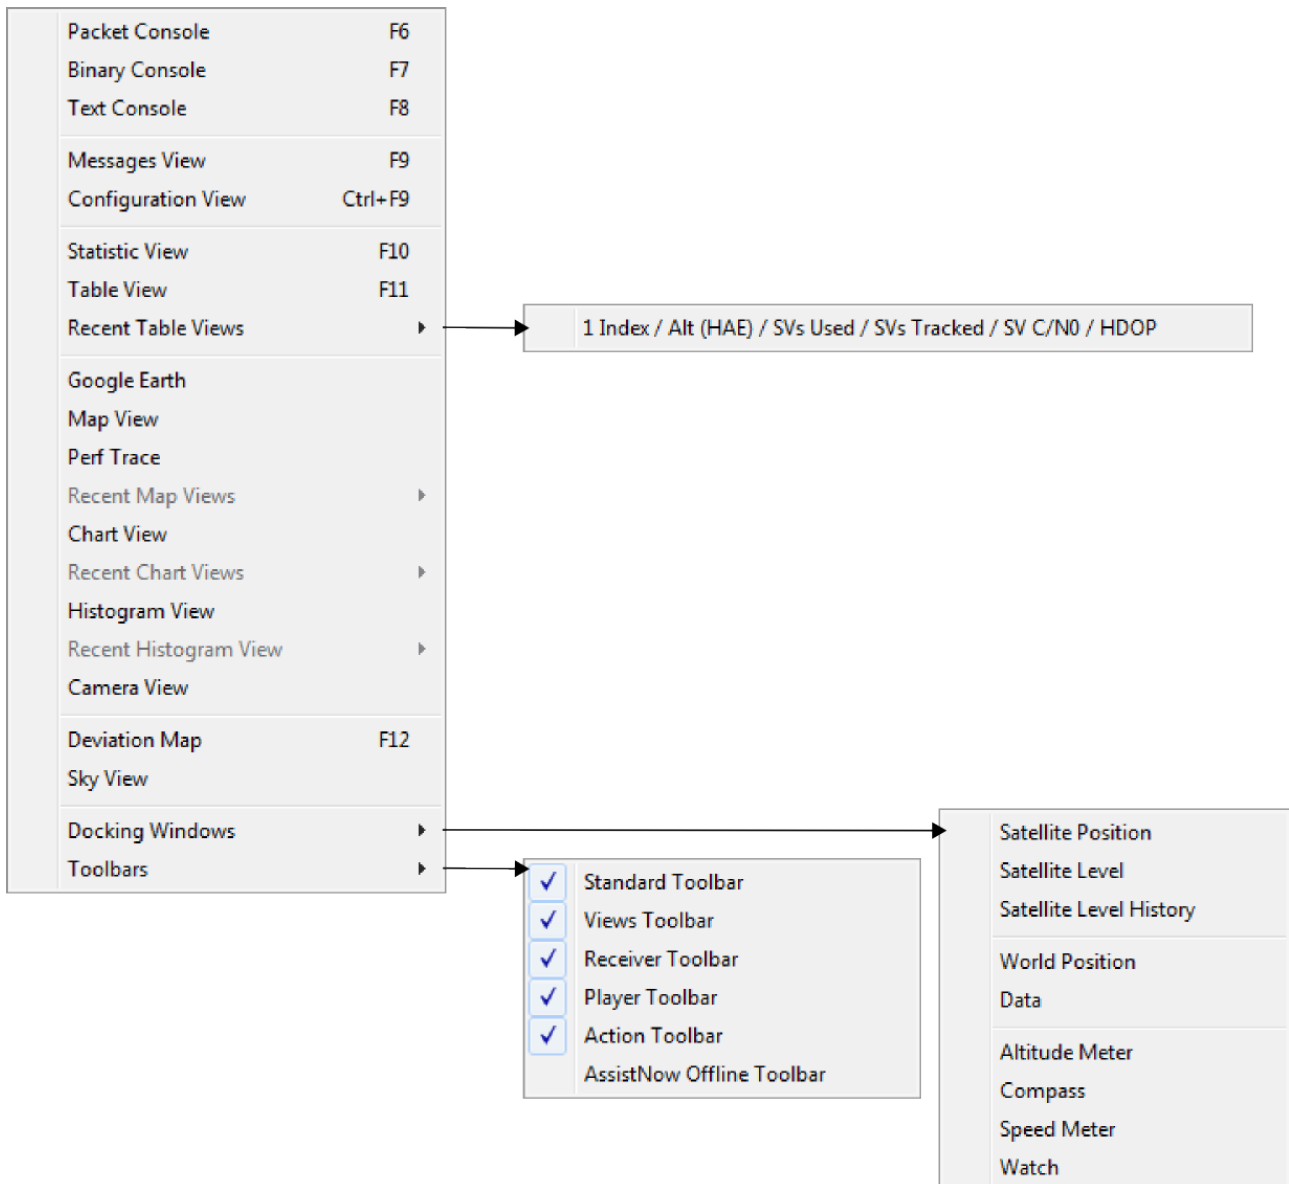 Packet Console F6
Binary Console F7
Text Console F8
Messages View F9
Configuration View Ctrl+F9
Statistic View F10
Table View F11
Recent Table Views
1 Index / Alt (HAE) / SVs Used / SVs Tracked / SV C/N0 / HDOP
Google Earth
Map View
Perf Trace
Recent Map Views
Chart View
Recent Chart Views
Histogram View
Recent Histogram View
Camera View
Deviation Map F12
Sky View
Docking Windows
Toolbars
Standard Toolbar
Views Toolbar
Receiver Toolbar
Player Toolbar
Action Toolbar
AssistNow Offline Toolbar
Satellite Position
Satellite Level
Satellite Level History
World Position
Data
Altitude Meter
Compass
Speed Meter
Watch